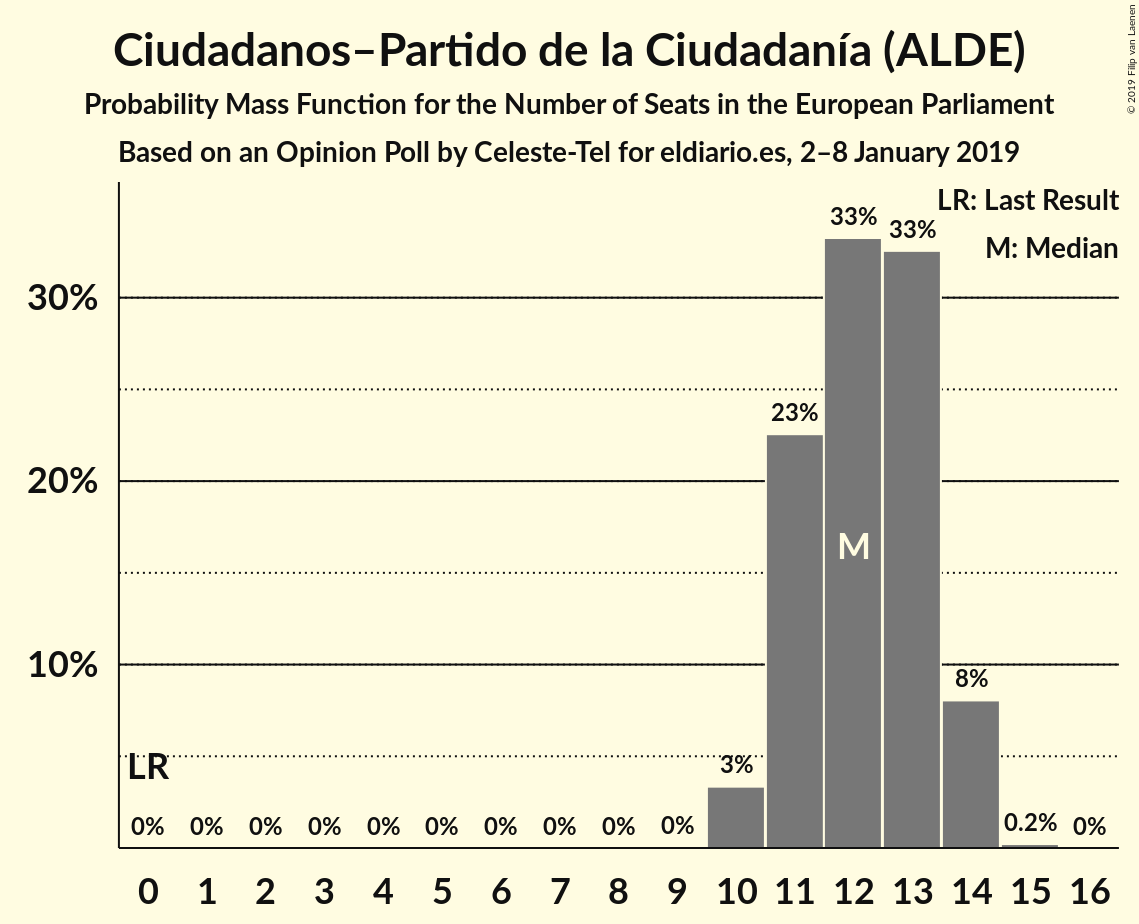 Ciudadanos–Partido de la Ciudadanía (ALDE)
Probability Mass Function for the Number of Seats in the European Parliament
Based on an Opinion Poll by Celeste-Tel for eldiario.es, 2–8 January 2019
© 2019 Filip van Laenen
LR: Last Result
M: Median
33%
33%
30%
23%
20%
M
10%
8%
LR
3%
0% 0% 0% 0% 0% 0% 0% 0% 0% 0% 0.2% 0%
0 1 2 3 4 5 6 7 8 9 10 11 12 13 14 15 16